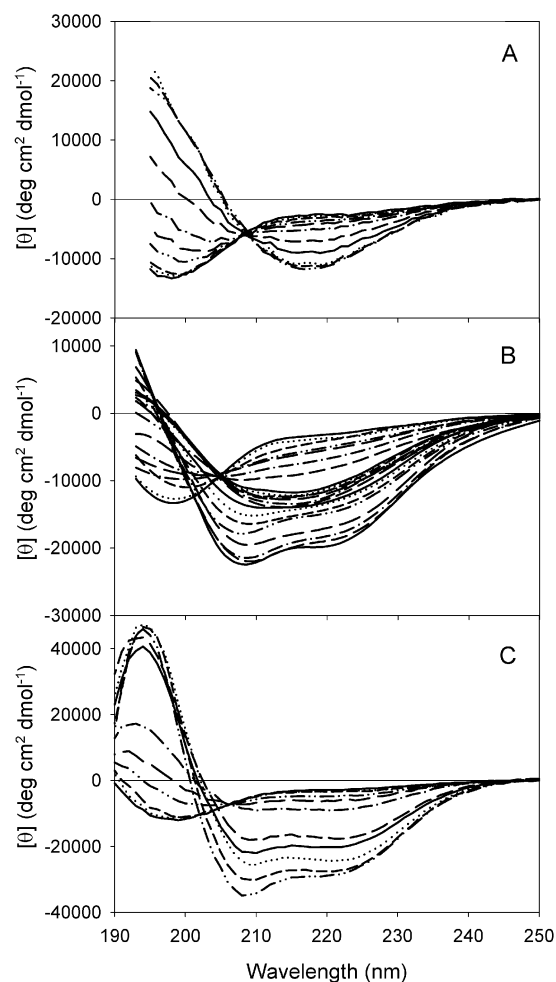 30000
A
20000
10000
0
-10000
-20000
[θ] (deg cm² dmol⁻¹)
10000
B
0
-10000
-20000
-30000
[θ] (deg cm² dmol⁻¹)
40000
C
20000
0
-20000
-40000
[θ] (deg cm² dmol⁻¹)
190 200 210 220 230 240 250
Wavelength (nm)